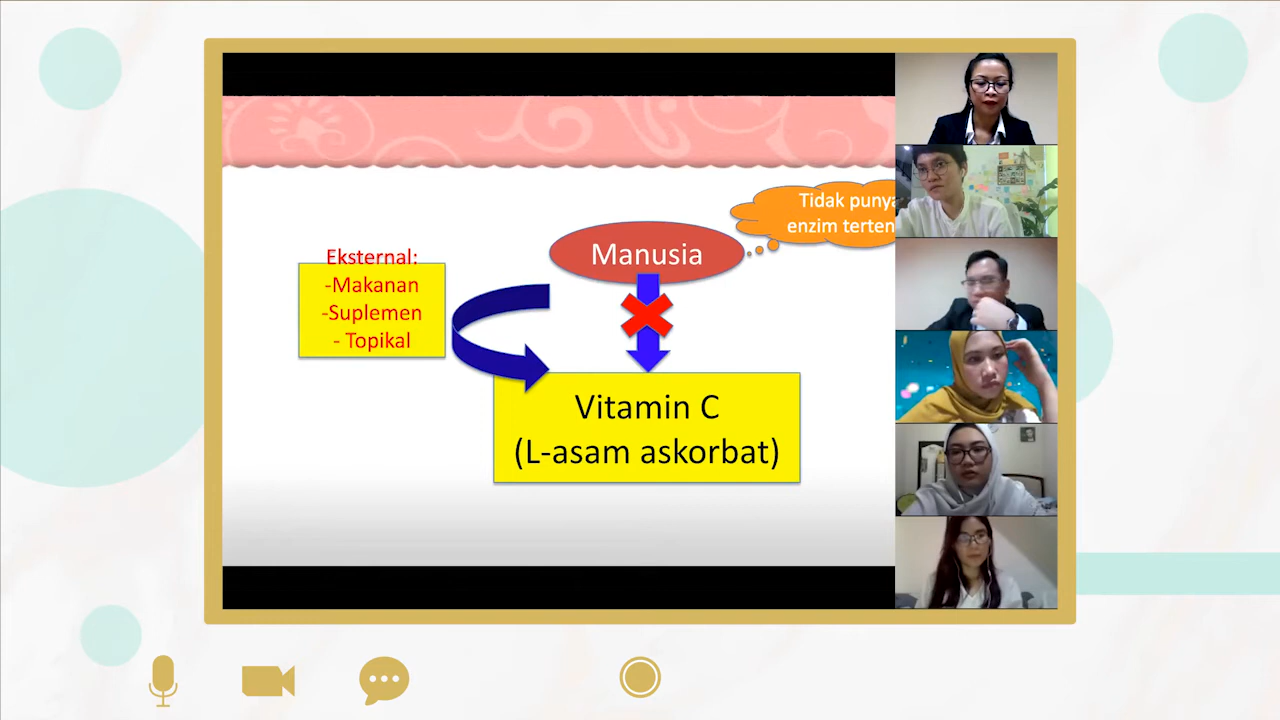 Tidak punya
enzim terten
Manusia
Eksternal:
-Makanan
-Suplemen
- Topikal
Vitamin C
(L-asam askorbat)